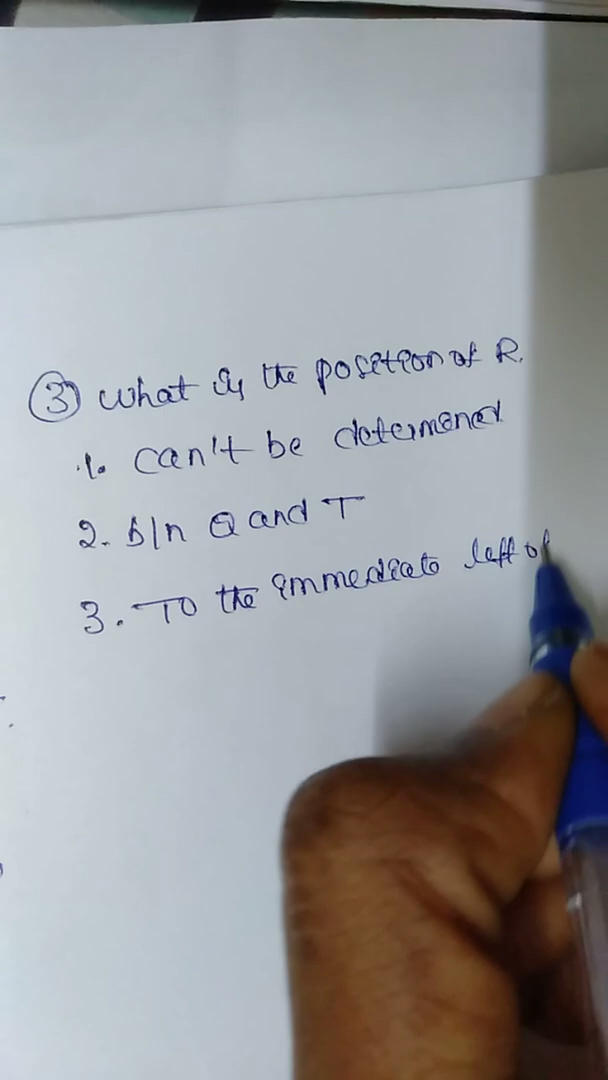 ③ What is the position of R.
1. Can't be determined
2. b/n Q and T
3. To the immediate left of